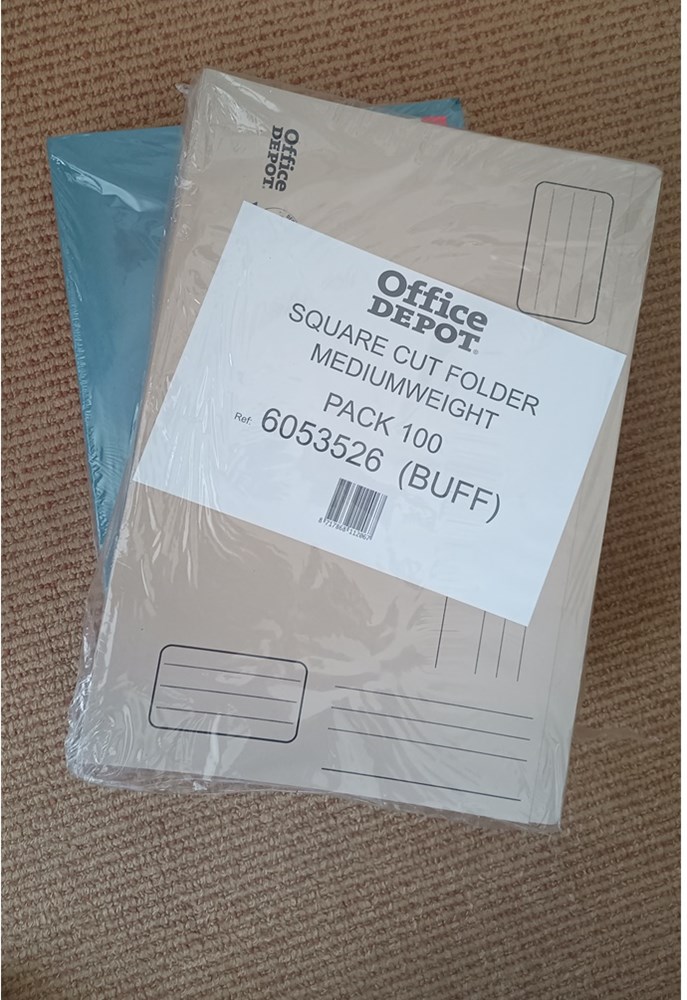 Office
DEPOT
Office
DEPOT
SQUARE CUT FOLDER
MEDIUMWEIGHT
PACK 100
Ref: 6053526 (BUFF)